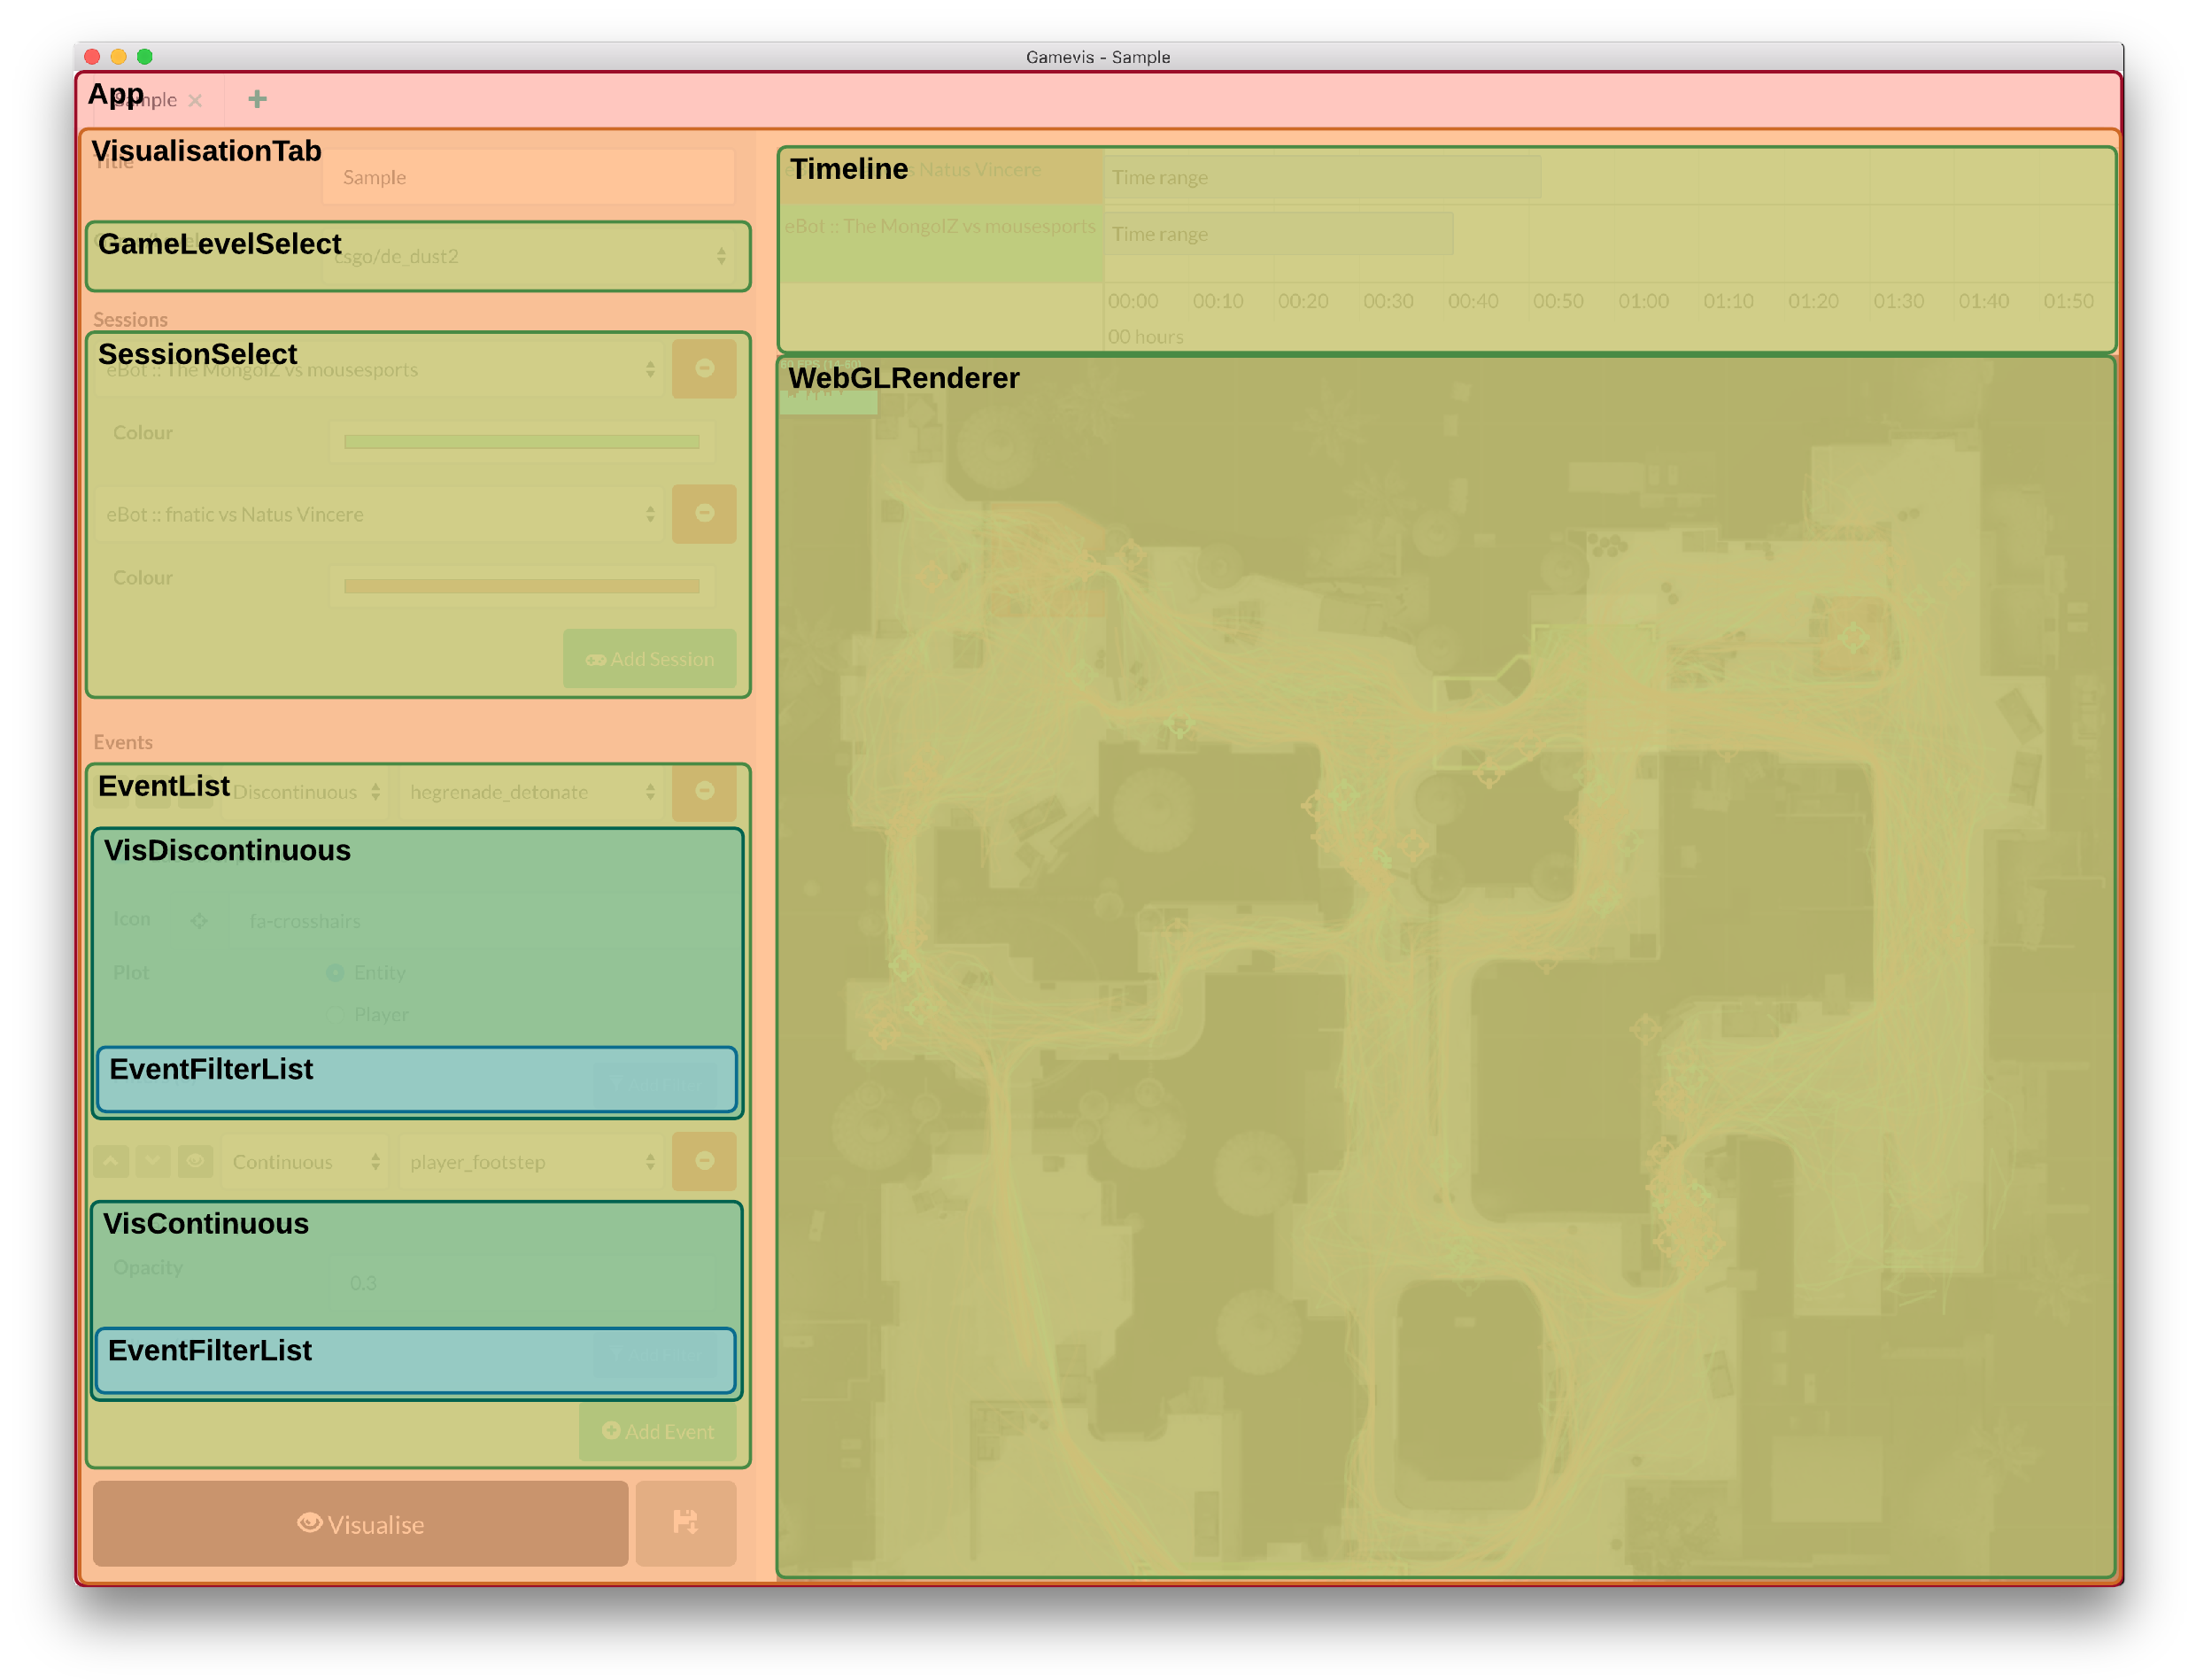 Gamevis - Sample
App
Sample
VisualisationTab
Title
Sample
GameLevelSelect
csgo/de_dust2
Sessions
SessionSelect
eBot :: The MongolZ vs mousesports
Colour
eBot :: fnatic vs Natus Vincere
Colour
Add Session
Events
EventList
Discontinuous
hegrenade_detonate
VisDiscontinuous
Icon
fa-crosshairs
Plot
Entity
Player
EventFilterList
Continuous
player_footstep
VisContinuous
Opacity
0.3
EventFilterList
Add Event
Visualise
Timeline
vs Natus Vincere
Time range
eBot :: The MongolZ vs mousesports
Time range
00:00 00:10 00:20 00:30 00:40 00:50 01:00 01:10 01:20 01:30 01:40 01:50
00 hours
WebGLRenderer